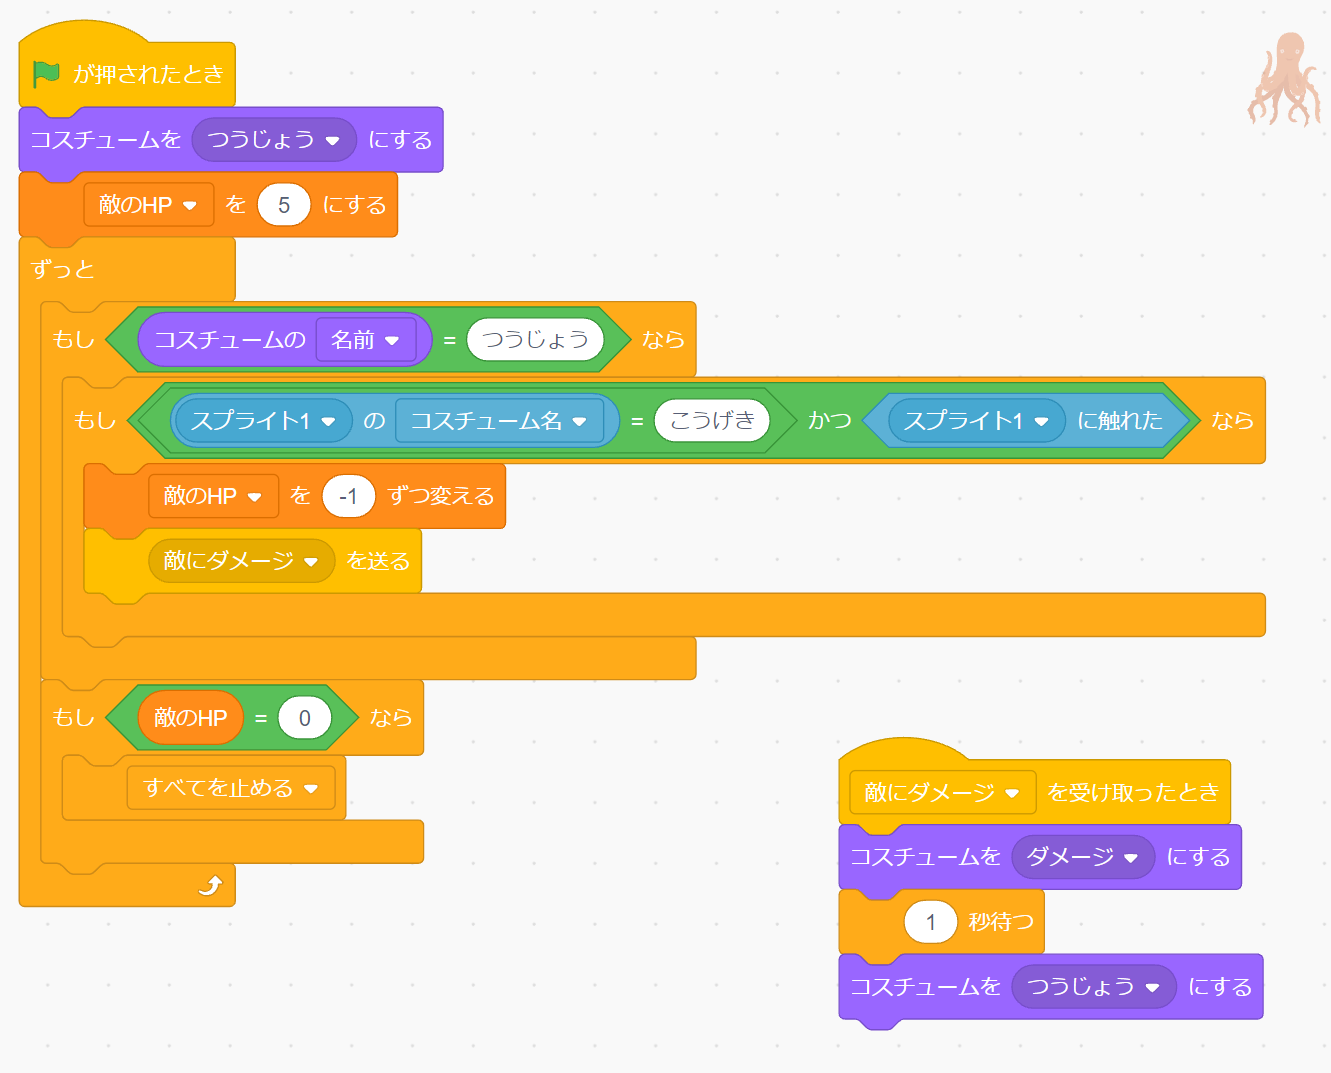 が押されたとき
コスチュームを つうじょう にする
敵のHP を 5 にする
ずっと
もし コスチュームの 名前 = つうじょう なら
もし スプライト1 の コスチューム名 = こうげき かつ スプライト1 に触れた なら
敵のHP を -1 ずつ変える
敵にダメージ を送る
もし 敵のHP = 0 なら
すべてを止める
敵にダメージ を受け取ったとき
コスチュームを ダメージ にする
1 秒待つ
コスチュームを つうじょう にする